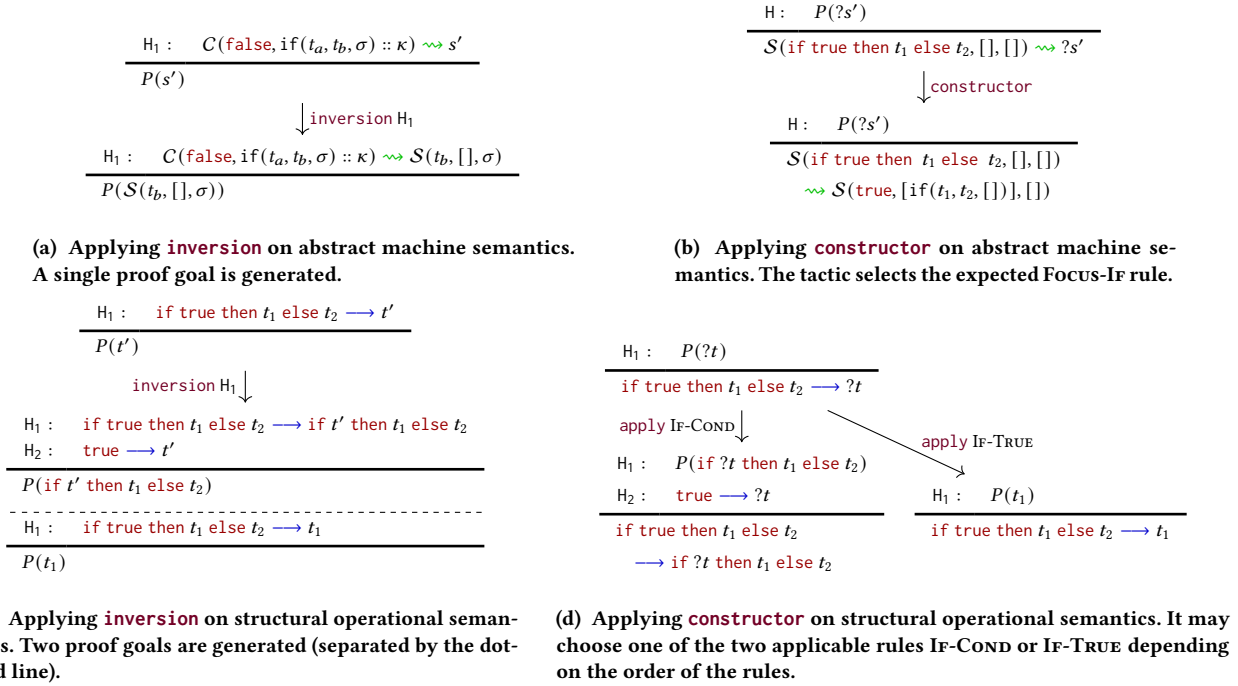 H₁ : C(false, if(tₐ, t_b, σ) :: κ) ⇝ s′
P(s′)
inversion H₁
H₁ : C(false, if(tₐ, t_b, σ) :: κ) ⇝ S(t_b, [], σ)
P(S(t_b, [], σ))
(a) Applying inversion on abstract machine semantics.
A single proof goal is generated.
H : P(?s′)
S(if true then t₁ else t₂, [], []) ⇝ ?s′
constructor
H : P(?s′)
S(if true then t₁ else t₂, [], [])
⇝ S(true, [if(t₁, t₂, [])], [])
(b) Applying constructor on abstract machine se-
mantics. The tactic selects the expected Focus-If rule.
H₁ : if true then t₁ else t₂ ⟶ t′
P(t′)
inversion H₁
H₁ : if true then t₁ else t₂ ⟶ if t′ then t₁ else t₂
H₂ : true ⟶ t′
P(if t′ then t₁ else t₂)
H₁ : if true then t₁ else t₂ ⟶ t₁
P(t₁)
Applying inversion on structural operational seman-
s. Two proof goals are generated (separated by the dot-
d line).
H₁ : P(?t)
if true then t₁ else t₂ ⟶ ?t
apply If-Cond
apply If-True
H₁ : P(if ?t then t₁ else t₂)
H₂ : true ⟶ ?t
if true then t₁ else t₂
⟶ if ?t then t₁ else t₂
H₁ : P(t₁)
if true then t₁ else t₂ ⟶ t₁
(d) Applying constructor on structural operational semantics. It may
choose one of the two applicable rules If-Cond or If-True depending
on the order of the rules.